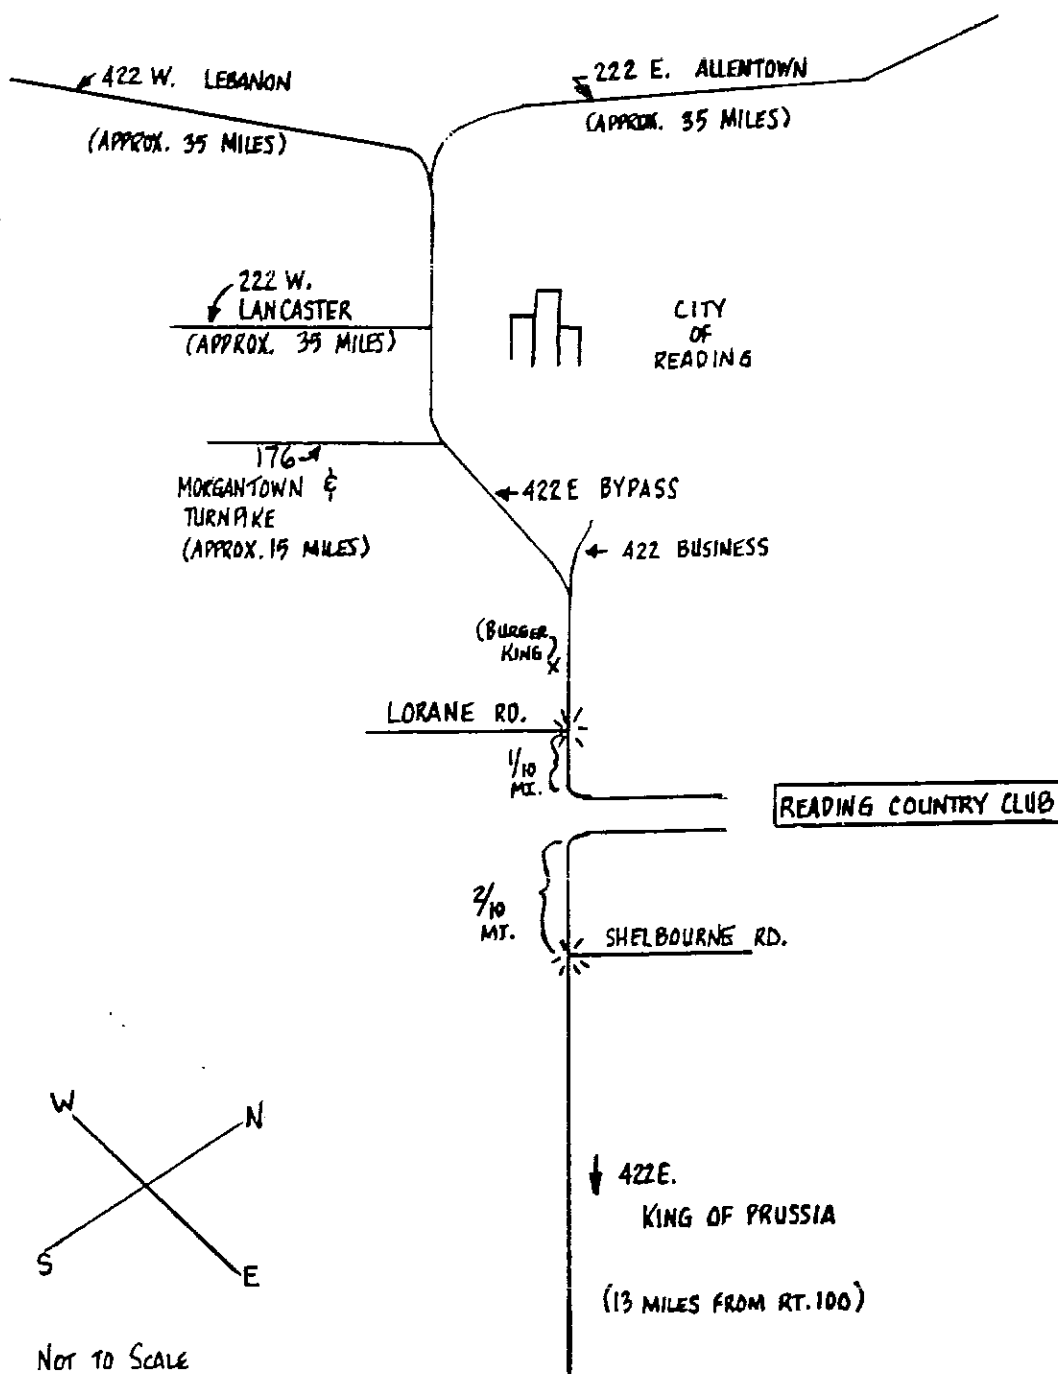 422 W. LEBANON
(APPROX. 35 MILES)
222 E. ALLENTOWN
(APPROX. 35 MILES)
222 W.
LANCASTER
(APPROX. 35 MILES)
CITY
OF
READING
176
MORGANTOWN &
TURNPIKE
(APPROX. 15 MILES)
422E BYPASS
422 BUSINESS
(BURGER
KING)
X
LORANE RD.
1/10
MI.
READING COUNTRY CLUB
2/10
MI.
SHELBOURNE RD.
W
N
S
E
422E.
KING OF PRUSSIA
(13 MILES FROM RT. 100)
NOT TO SCALE